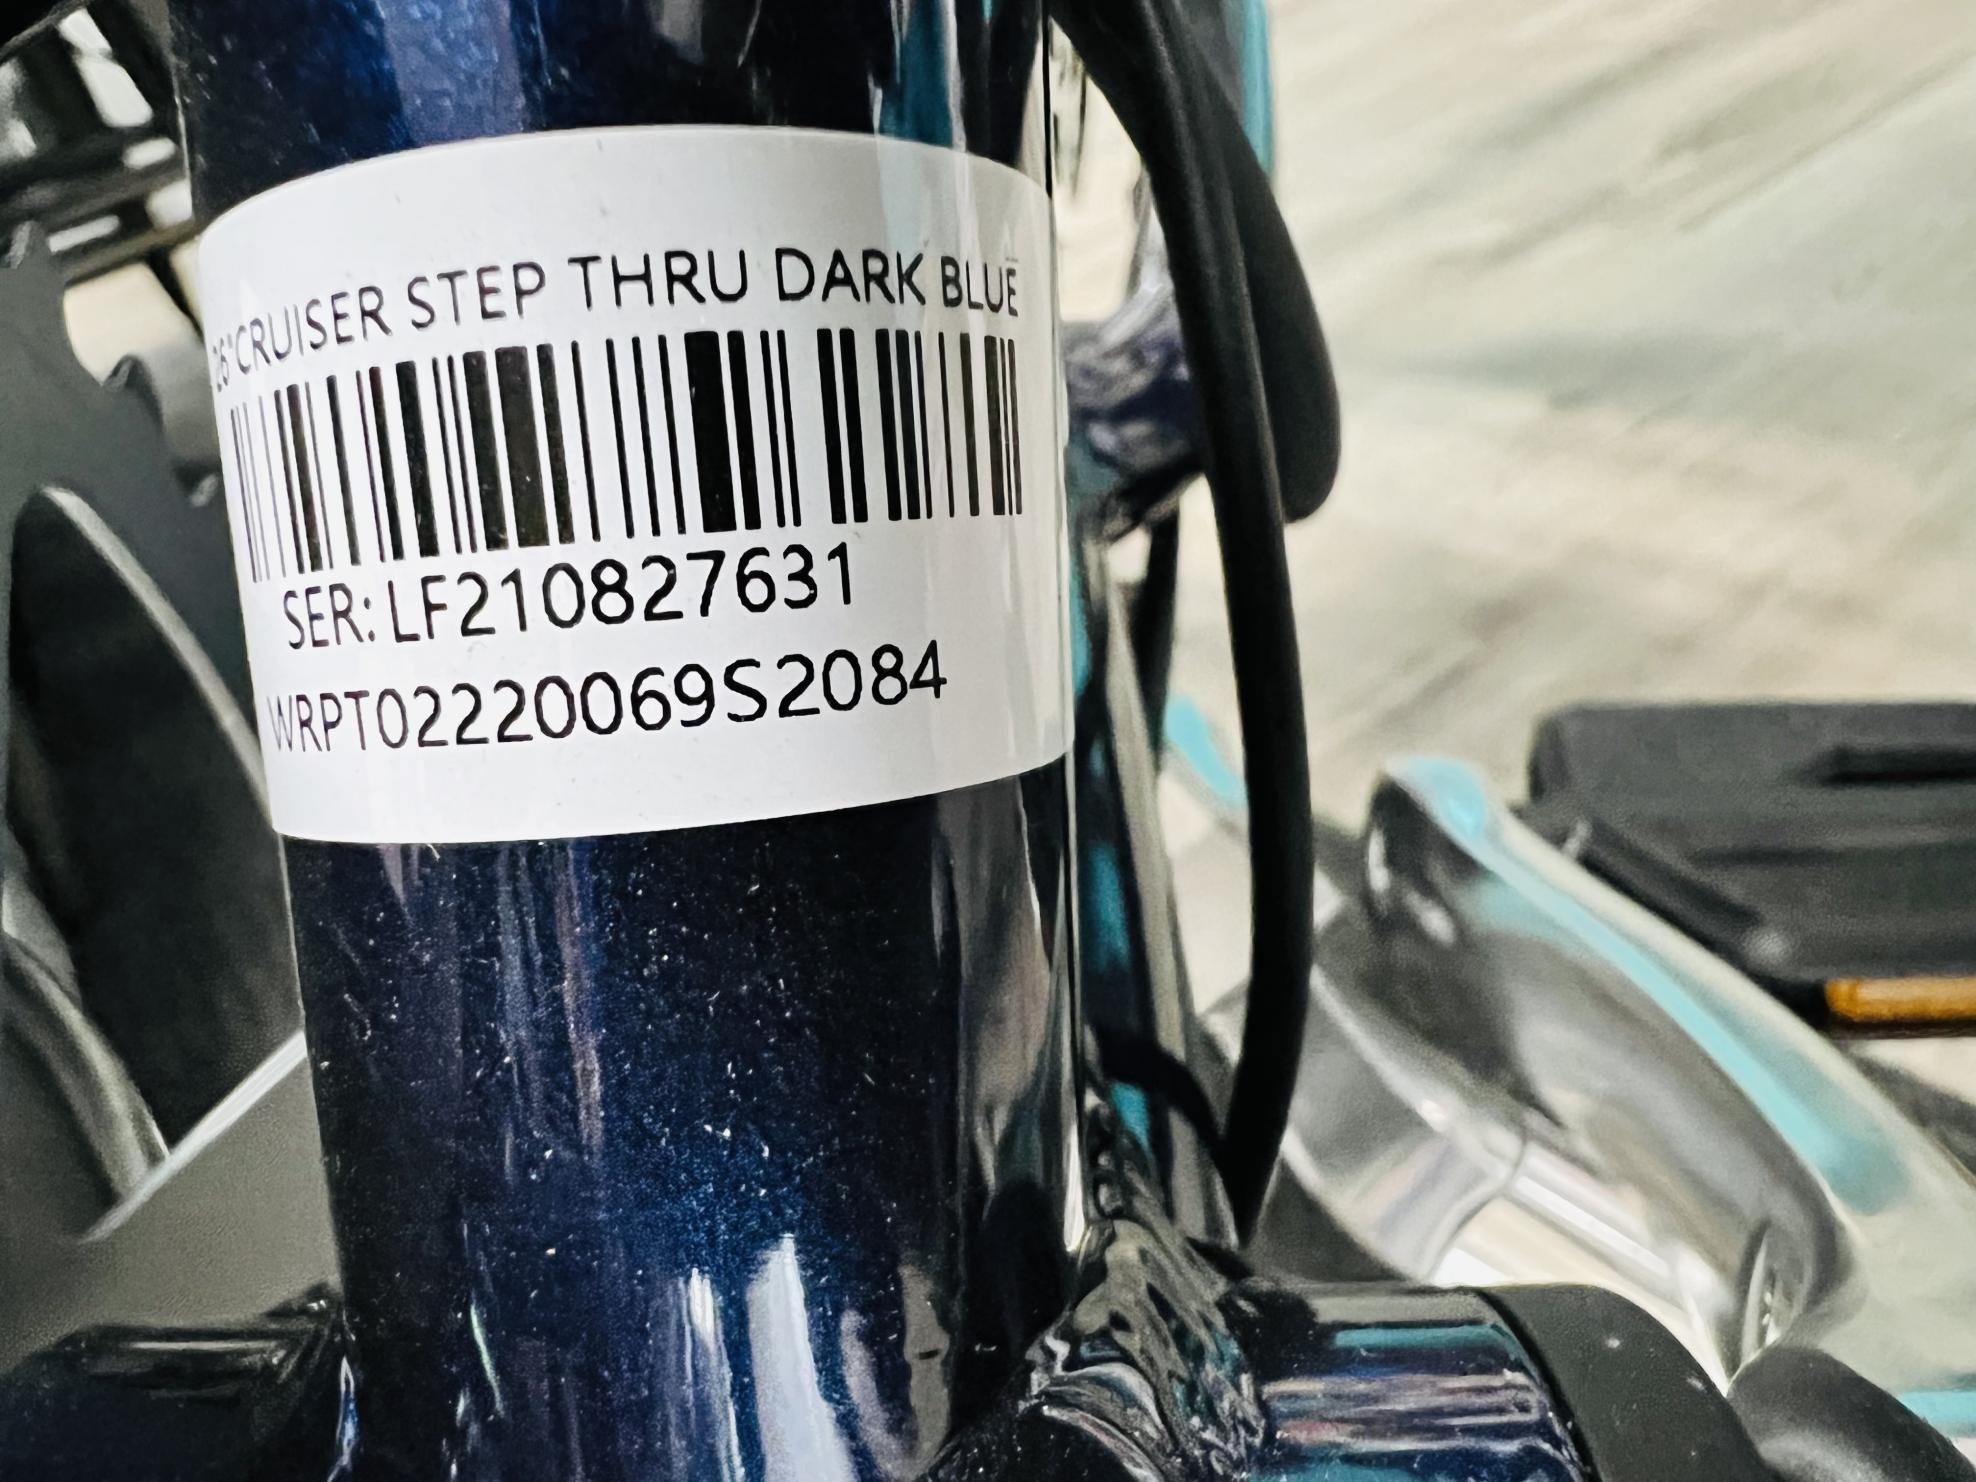 26"CRUISER STEP THRU DARK BLUE
SER: LF210827631
WRPT02220069S2084